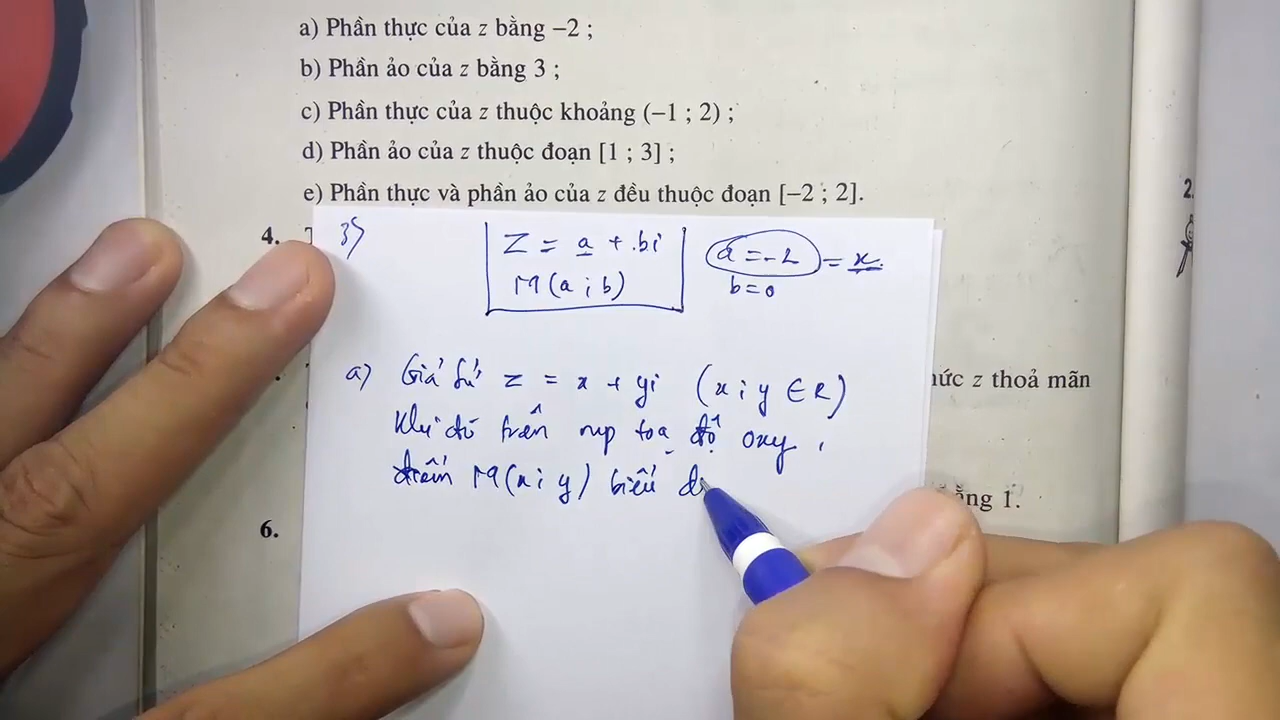 a) Phần thực của z bằng −2 ;
b) Phần ảo của z bằng 3 ;
c) Phần thực của z thuộc khoảng (−1 ; 2) ;
d) Phần ảo của z thuộc đoạn [1 ; 3] ;
e) Phần thực và phần ảo của z đều thuộc đoạn [−2 ; 2].
4.
3)
z = a + bi
M(a ; b)
a = -2 = x
b = 0
a) Giả sử z = x + yi (x ; y ∈ R)
Khi đó trên mp toạ độ oxy ,
điểm M(x ; y) biểu
ức z thoả mãn
ằng 1.
6.
2.